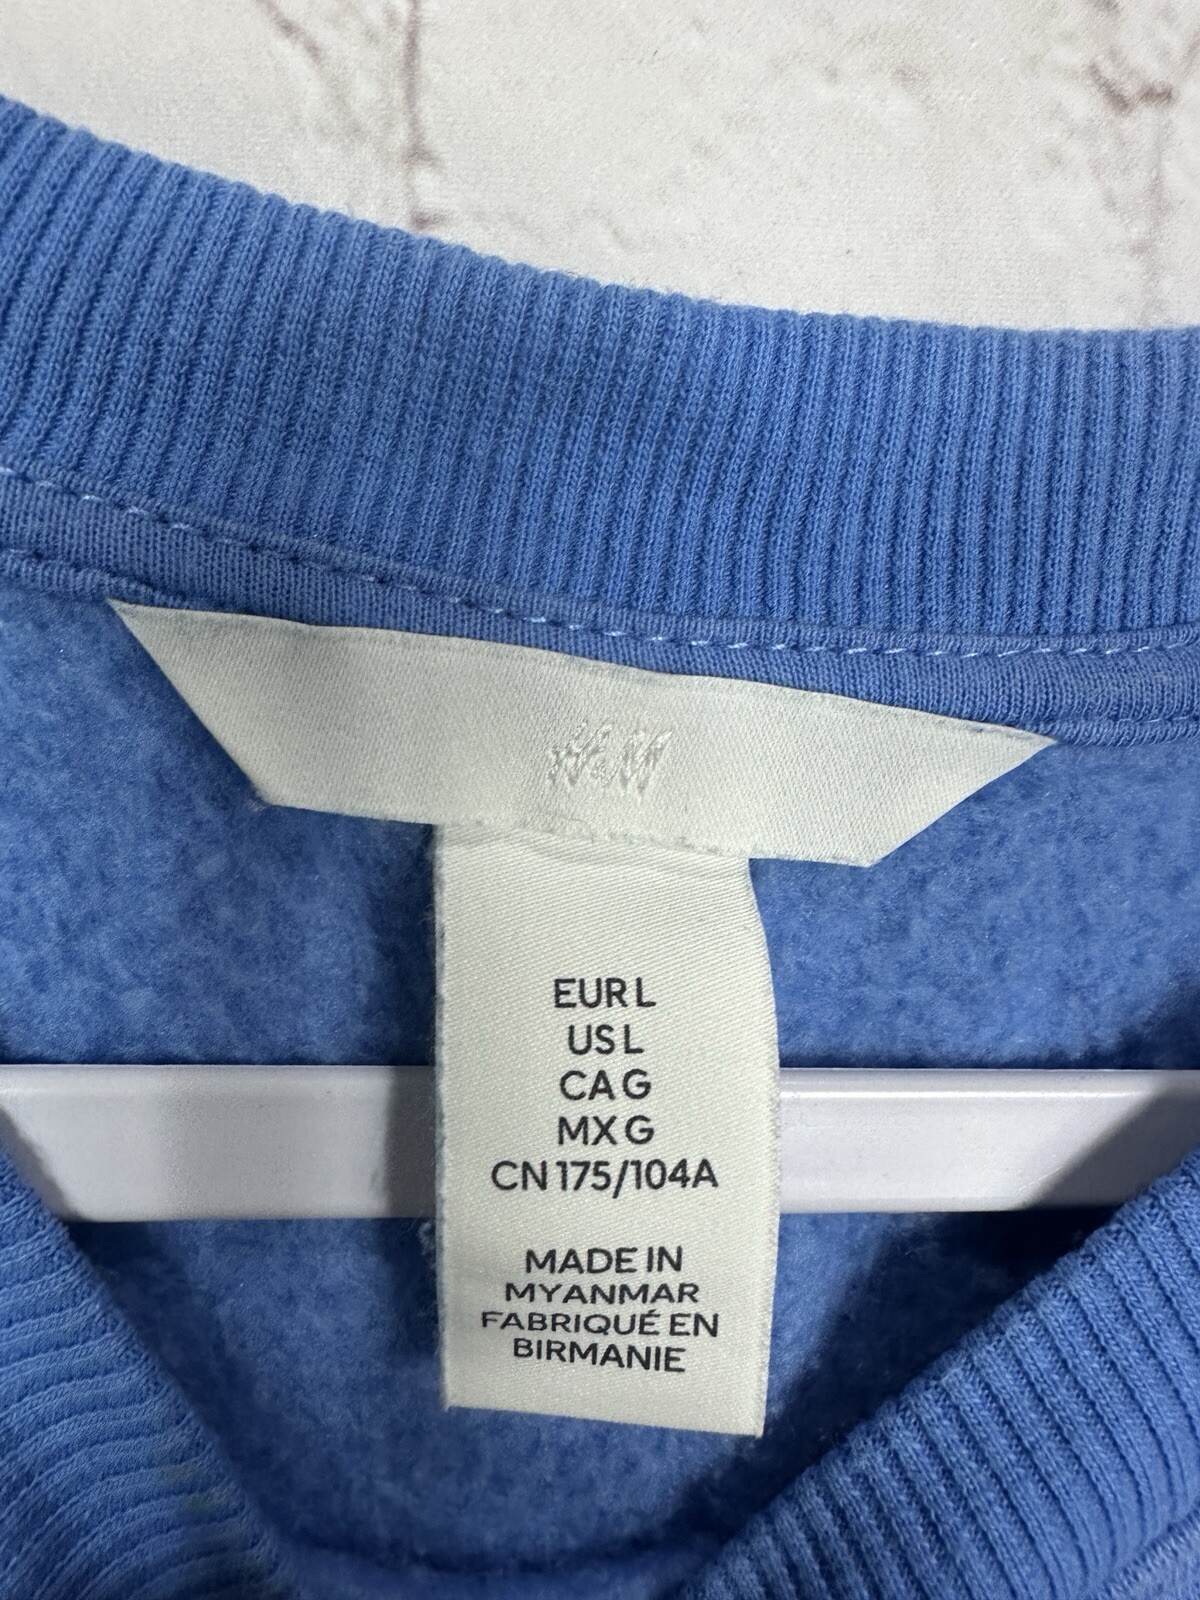 H&M
EUR L
US L
CA G
MX G
CN 175/104A
MADE IN
MYANMAR
FABRIQUÉ EN
BIRMANIE